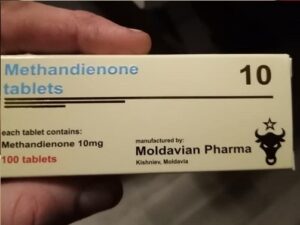 Methandienone
tablets
10
each tablet contains:
Methandienone 10mg
100 tablets
manufactured by:
Moldavian Pharma
Kishniev, Moldavia